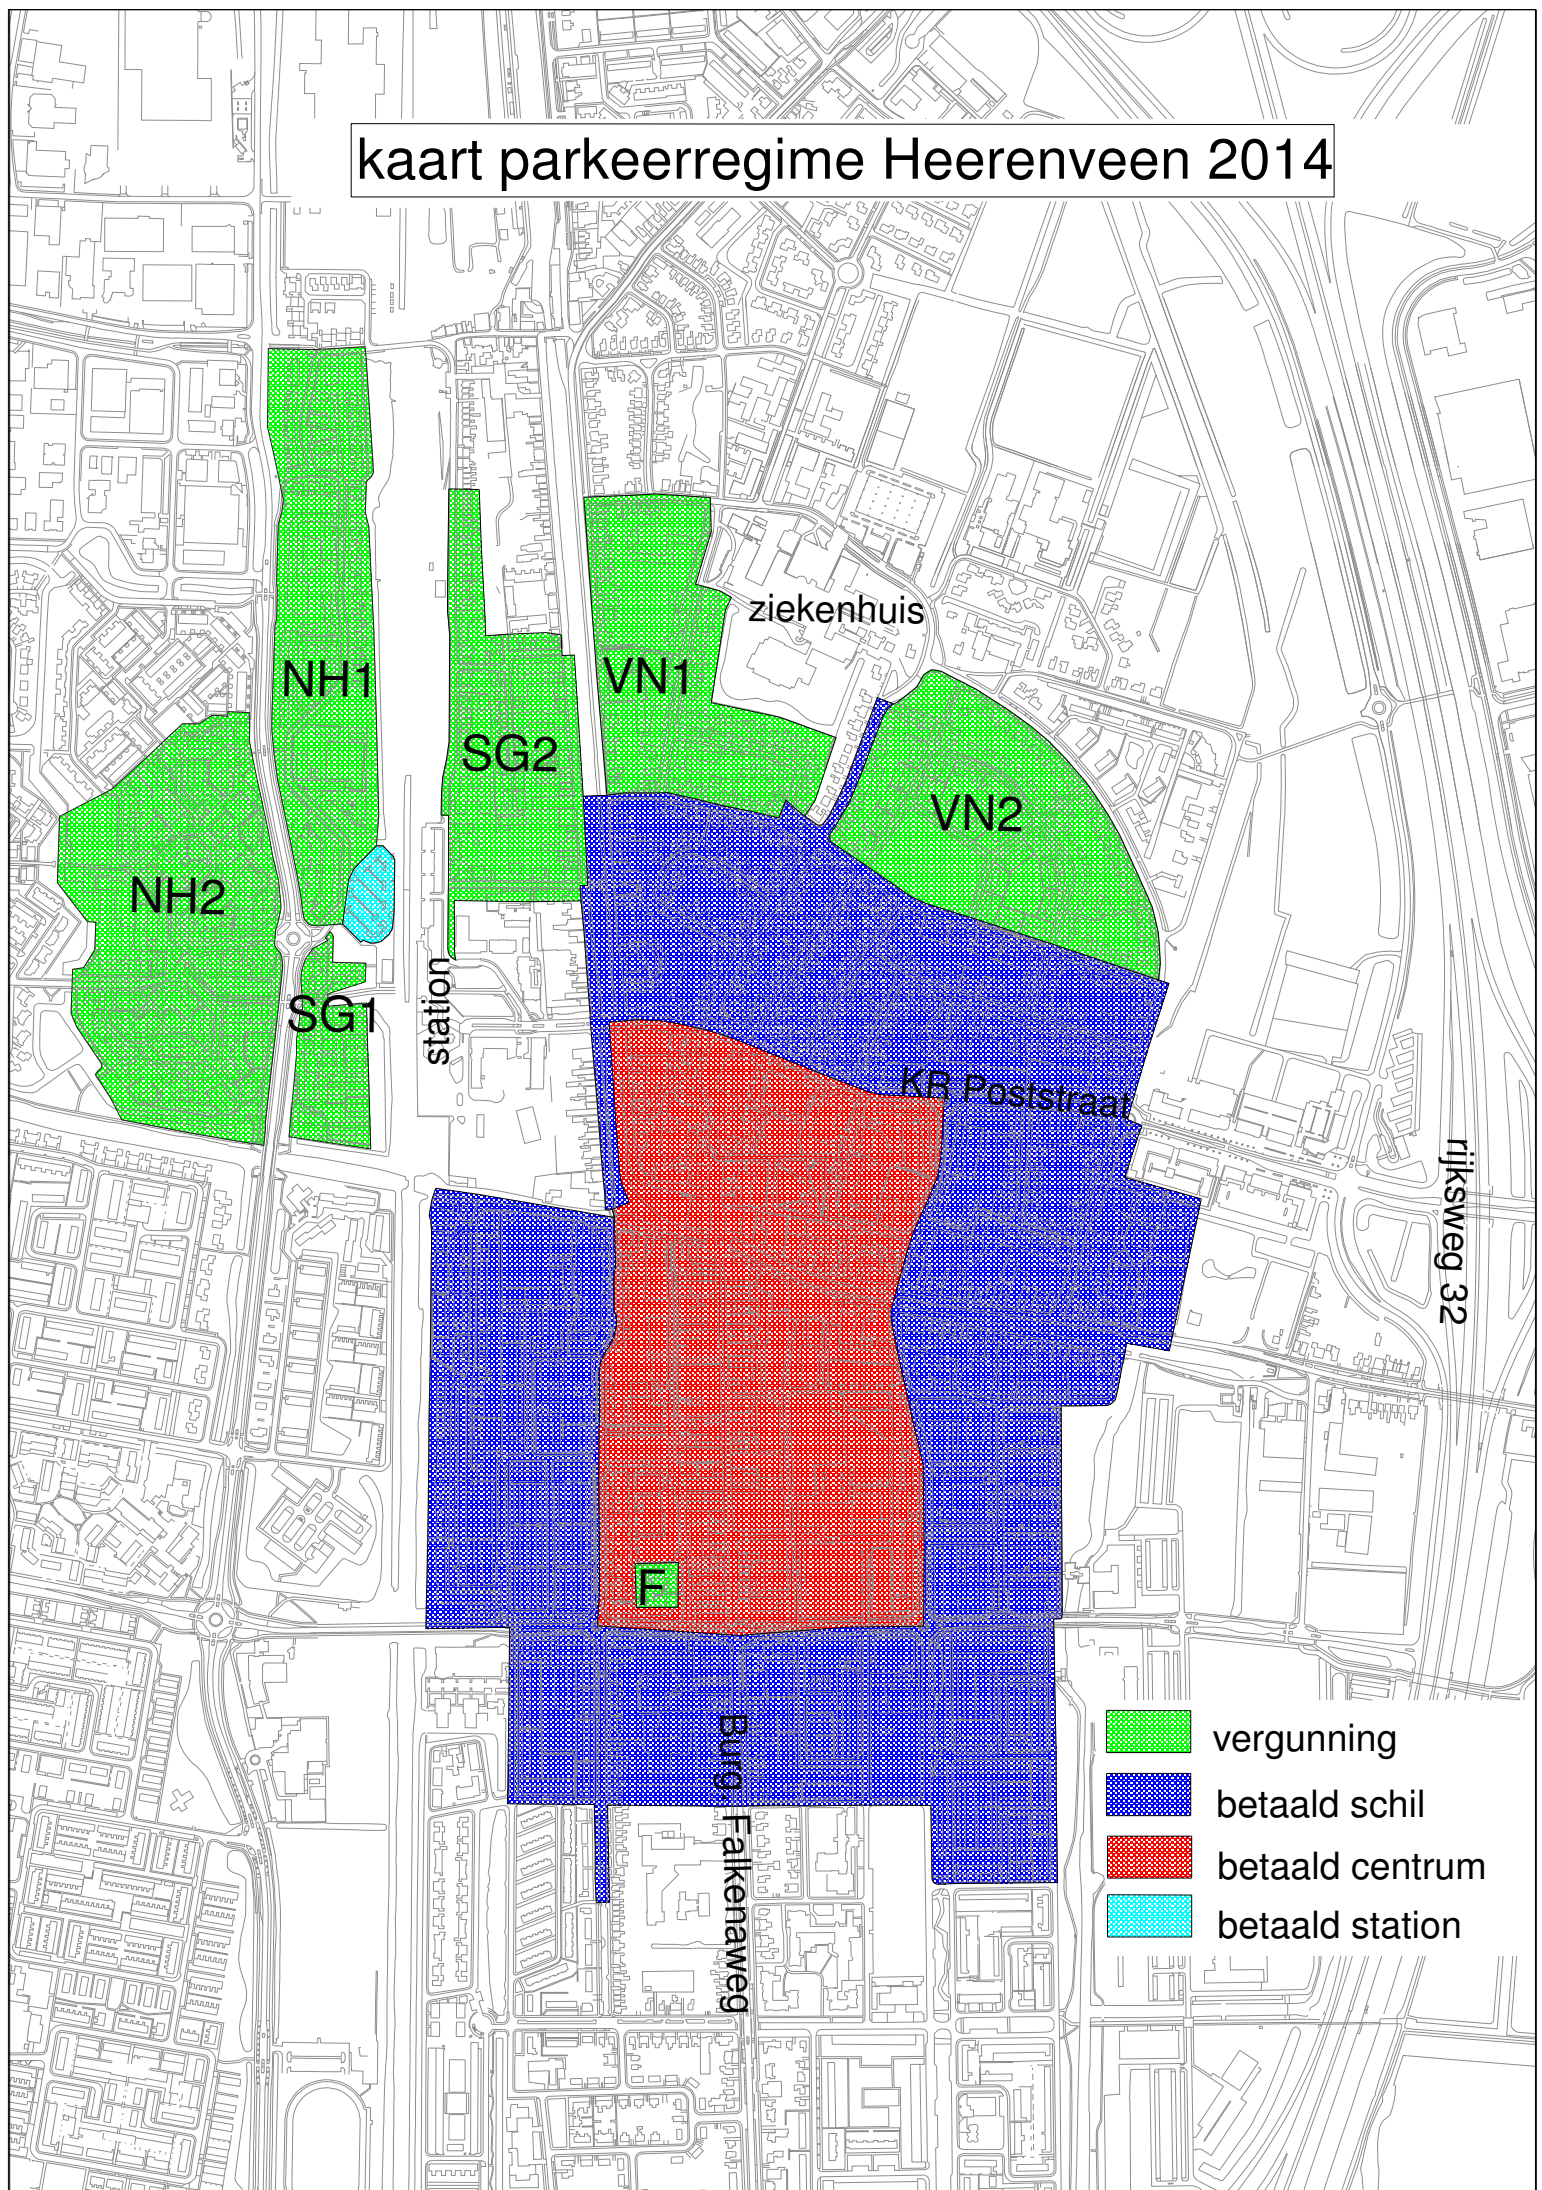 kaart parkeerregime Heerenveen 2014
ziekenhuis
NH1
VN1
SG2
VN2
NH2
SG1
station
KR Poststraat
rijksweg 32
F
Burg. Falkenaweg
vergunning
betaald schil
betaald centrum
betaald station